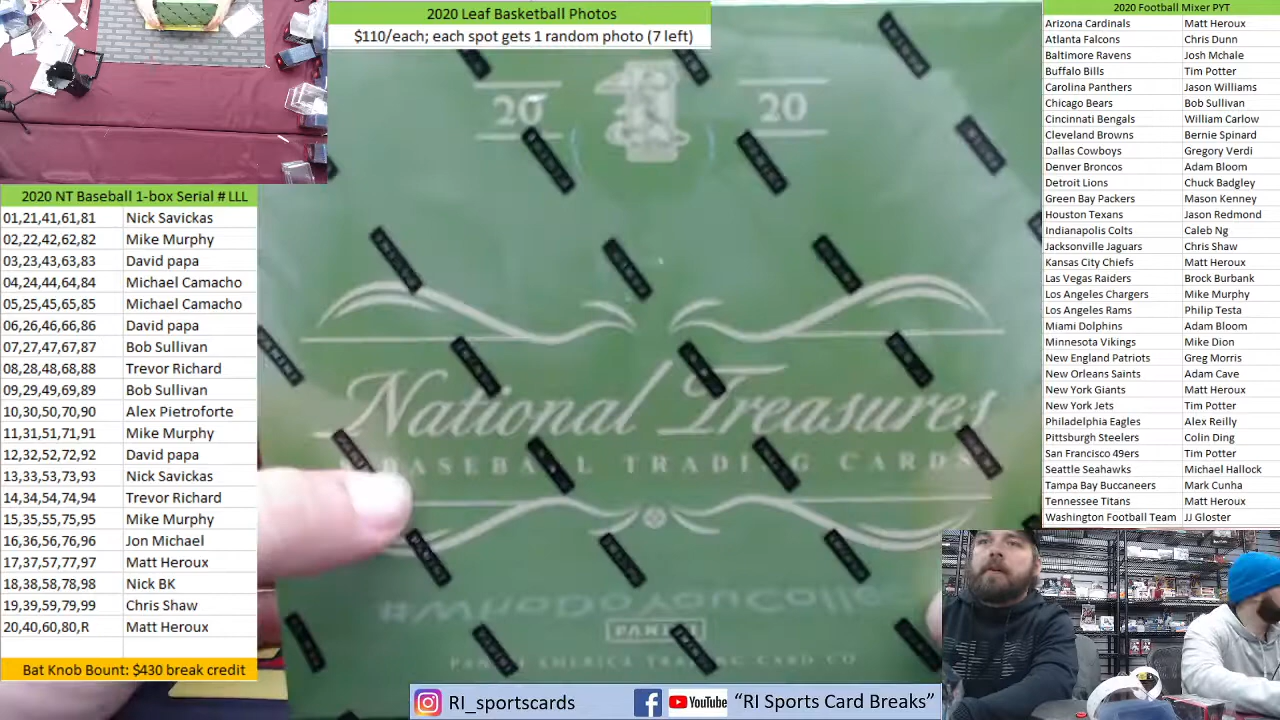 2020 Leaf Basketball Photos
$110/each; each spot gets 1 random photo (7 left)
2020 NT Baseball 1-box Serial # LLL
01,21,41,61,81 Nick Savickas
02,22,42,62,82 Mike Murphy
03,23,43,63,83 David papa
04,24,44,64,84 Michael Camacho
05,25,45,65,85 Michael Camacho
06,26,46,66,86 David papa
07,27,47,67,87 Bob Sullivan
08,28,48,68,88 Trevor Richard
09,29,49,69,89 Bob Sullivan
10,30,50,70,90 Alex Pietroforte
11,31,51,71,91 Mike Murphy
12,32,52,72,92 David papa
13,33,53,73,93 Nick Savickas
14,34,54,74,94 Trevor Richard
15,35,55,75,95 Mike Murphy
16,36,56,76,96 Jon Michael
17,37,57,77,97 Matt Heroux
18,38,58,78,98 Nick BK
19,39,59,79,99 Chris Shaw
20,40,60,80,R Matt Heroux
Bat Knob Bount: $430 break credit
20 20
National Treasures
BASEBALL TRADING CARDS
PANINI
2020 Football Mixer PYT
Arizona Cardinals Matt Heroux
Atlanta Falcons Chris Dunn
Baltimore Ravens Josh Mchale
Buffalo Bills Tim Potter
Carolina Panthers Jason Williams
Chicago Bears Bob Sullivan
Cincinnati Bengals William Carlow
Cleveland Browns Bernie Spinard
Dallas Cowboys Gregory Verdi
Denver Broncos Adam Bloom
Detroit Lions Chuck Badgley
Green Bay Packers Mason Kenney
Houston Texans Jason Redmond
Indianapolis Colts Caleb Ng
Jacksonville Jaguars Chris Shaw
Kansas City Chiefs Matt Heroux
Las Vegas Raiders Brock Burbank
Los Angeles Chargers Mike Murphy
Los Angeles Rams Philip Testa
Miami Dolphins Adam Bloom
Minnesota Vikings Mike Dion
New England Patriots Greg Morris
New Orleans Saints Adam Cave
New York Giants Matt Heroux
New York Jets Tim Potter
Philadelphia Eagles Alex Reilly
Pittsburgh Steelers Colin Ding
San Francisco 49ers Tim Potter
Seattle Seahawks Michael Hallock
Tampa Bay Buccaneers Mark Cunha
Tennessee Titans Matt Heroux
Washington Football Team JJ Gloster
RI_sportscards YouTube "RI Sports Card Breaks"